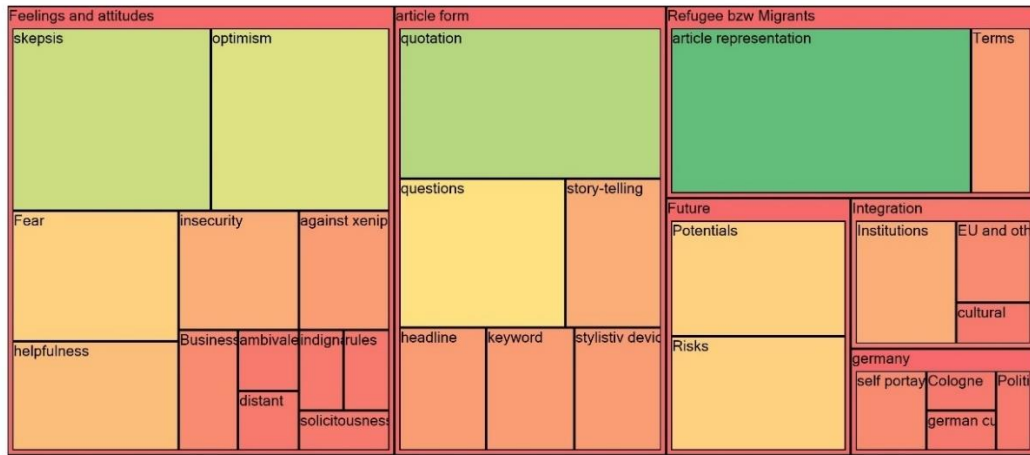 Feelings and attitudes
skepsis
optimism
Fear
insecurity
against xenip
helpfulness
Business
ambivale
indigna
rules
distant
solicitousness
article form
quotation
questions
story-telling
headline
keyword
stylistiv devic
Refugee bzw Migrants
article representation
Terms
Future
Potentials
Risks
Integration
Institutions
EU and oth
cultural
germany
self portay
Cologne
Politi
german cu